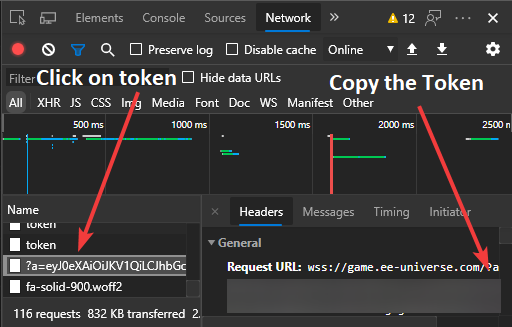 Elements Console Sources Network 12
Preserve log Disable cache Online
Filter Hide data URLs
Click on token
Copy the Token
All XHR JS CSS Img Media Font Doc WS Manifest Other
500 ms 1000 ms 1500 ms 2000 ms 2500 ms
Name
token
token
?a=eyJ0eXAiOiJKV1QiLCJhbGc
fa-solid-900.woff2
116 requests 832 KB transferred 2.
Headers Messages Timing Initiator
General
Request URL: wss://game.ee-universe.com/?a